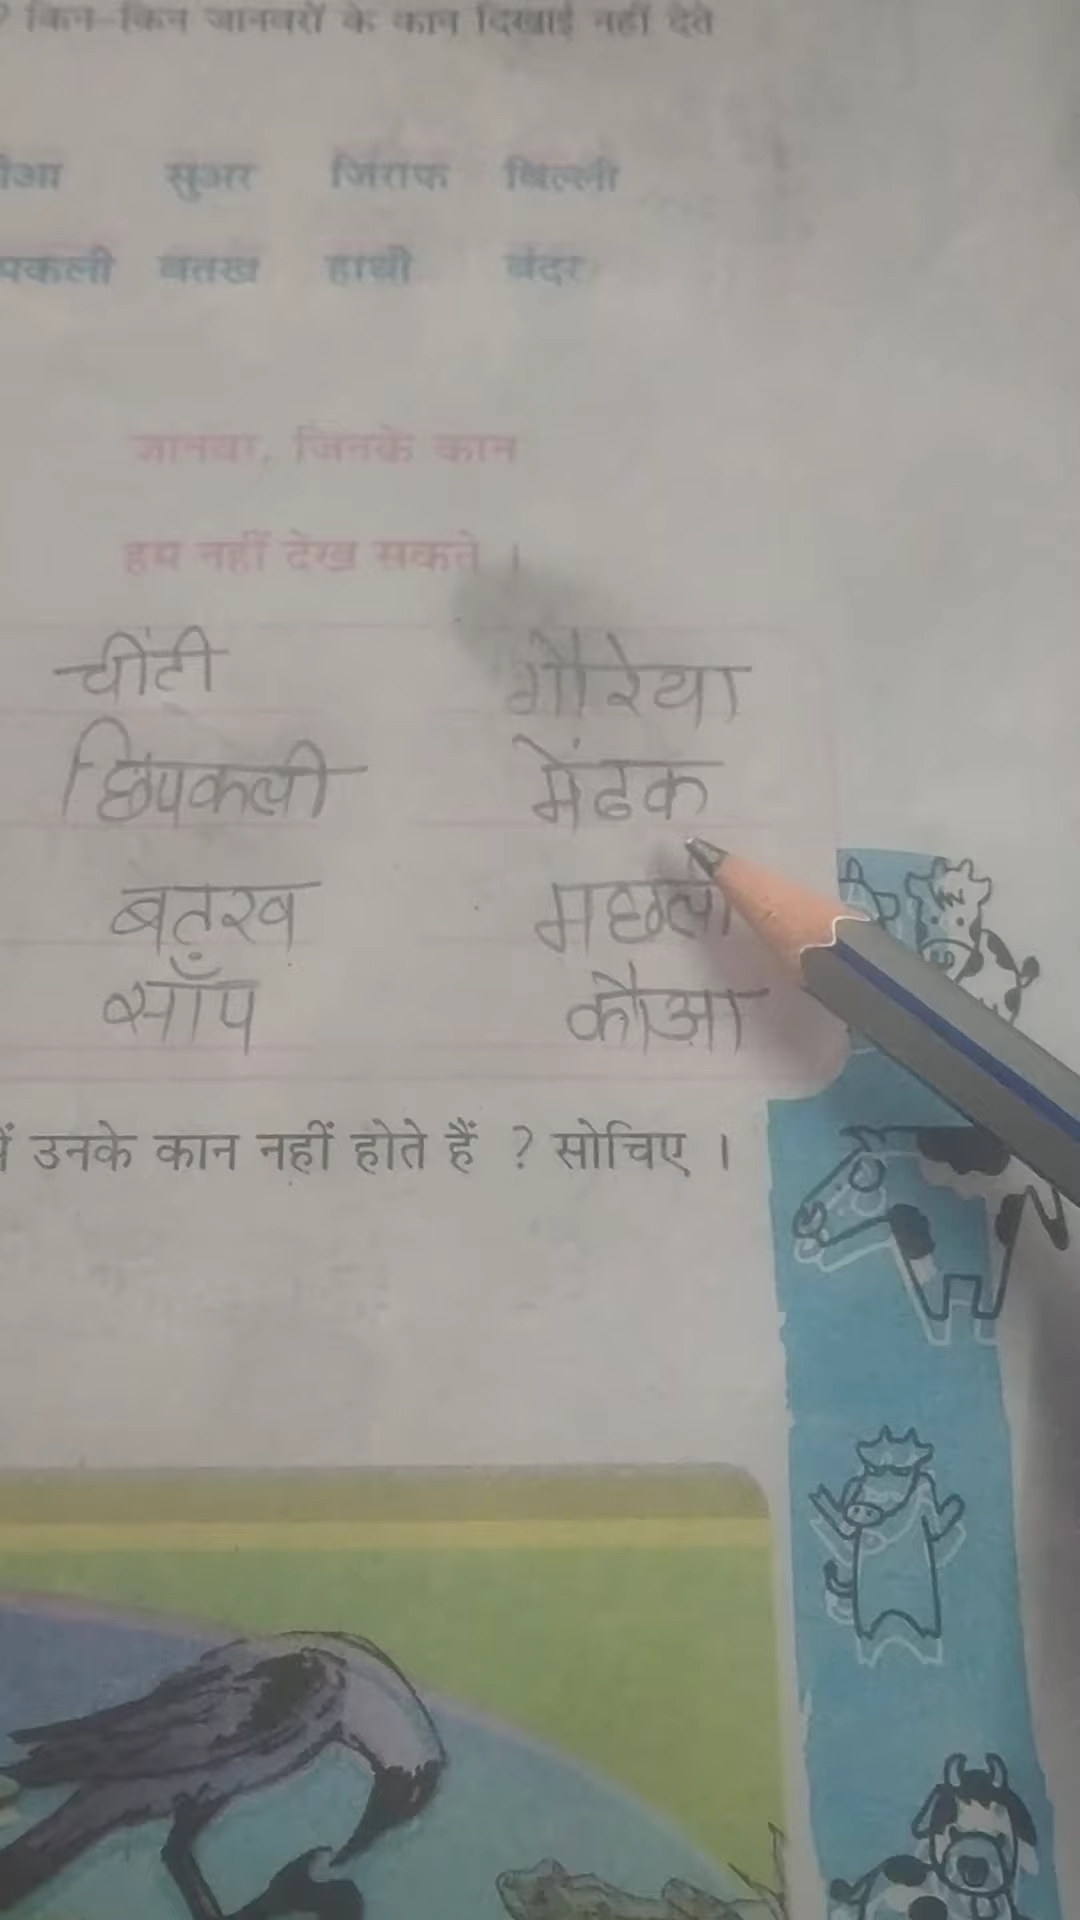 ? किन-किन जानवरों के कान दिखाई नहीं देते
सुअर जिराफ बिल्ली
बतख हाथी बंदर
जानवर, जिनके कान
हम नहीं देख सकते ।
चींटी गौरेया
छिपकली मेंढक
बतख मछली
साँप कौआ
उनके कान नहीं होते हैं ? सोचिए ।